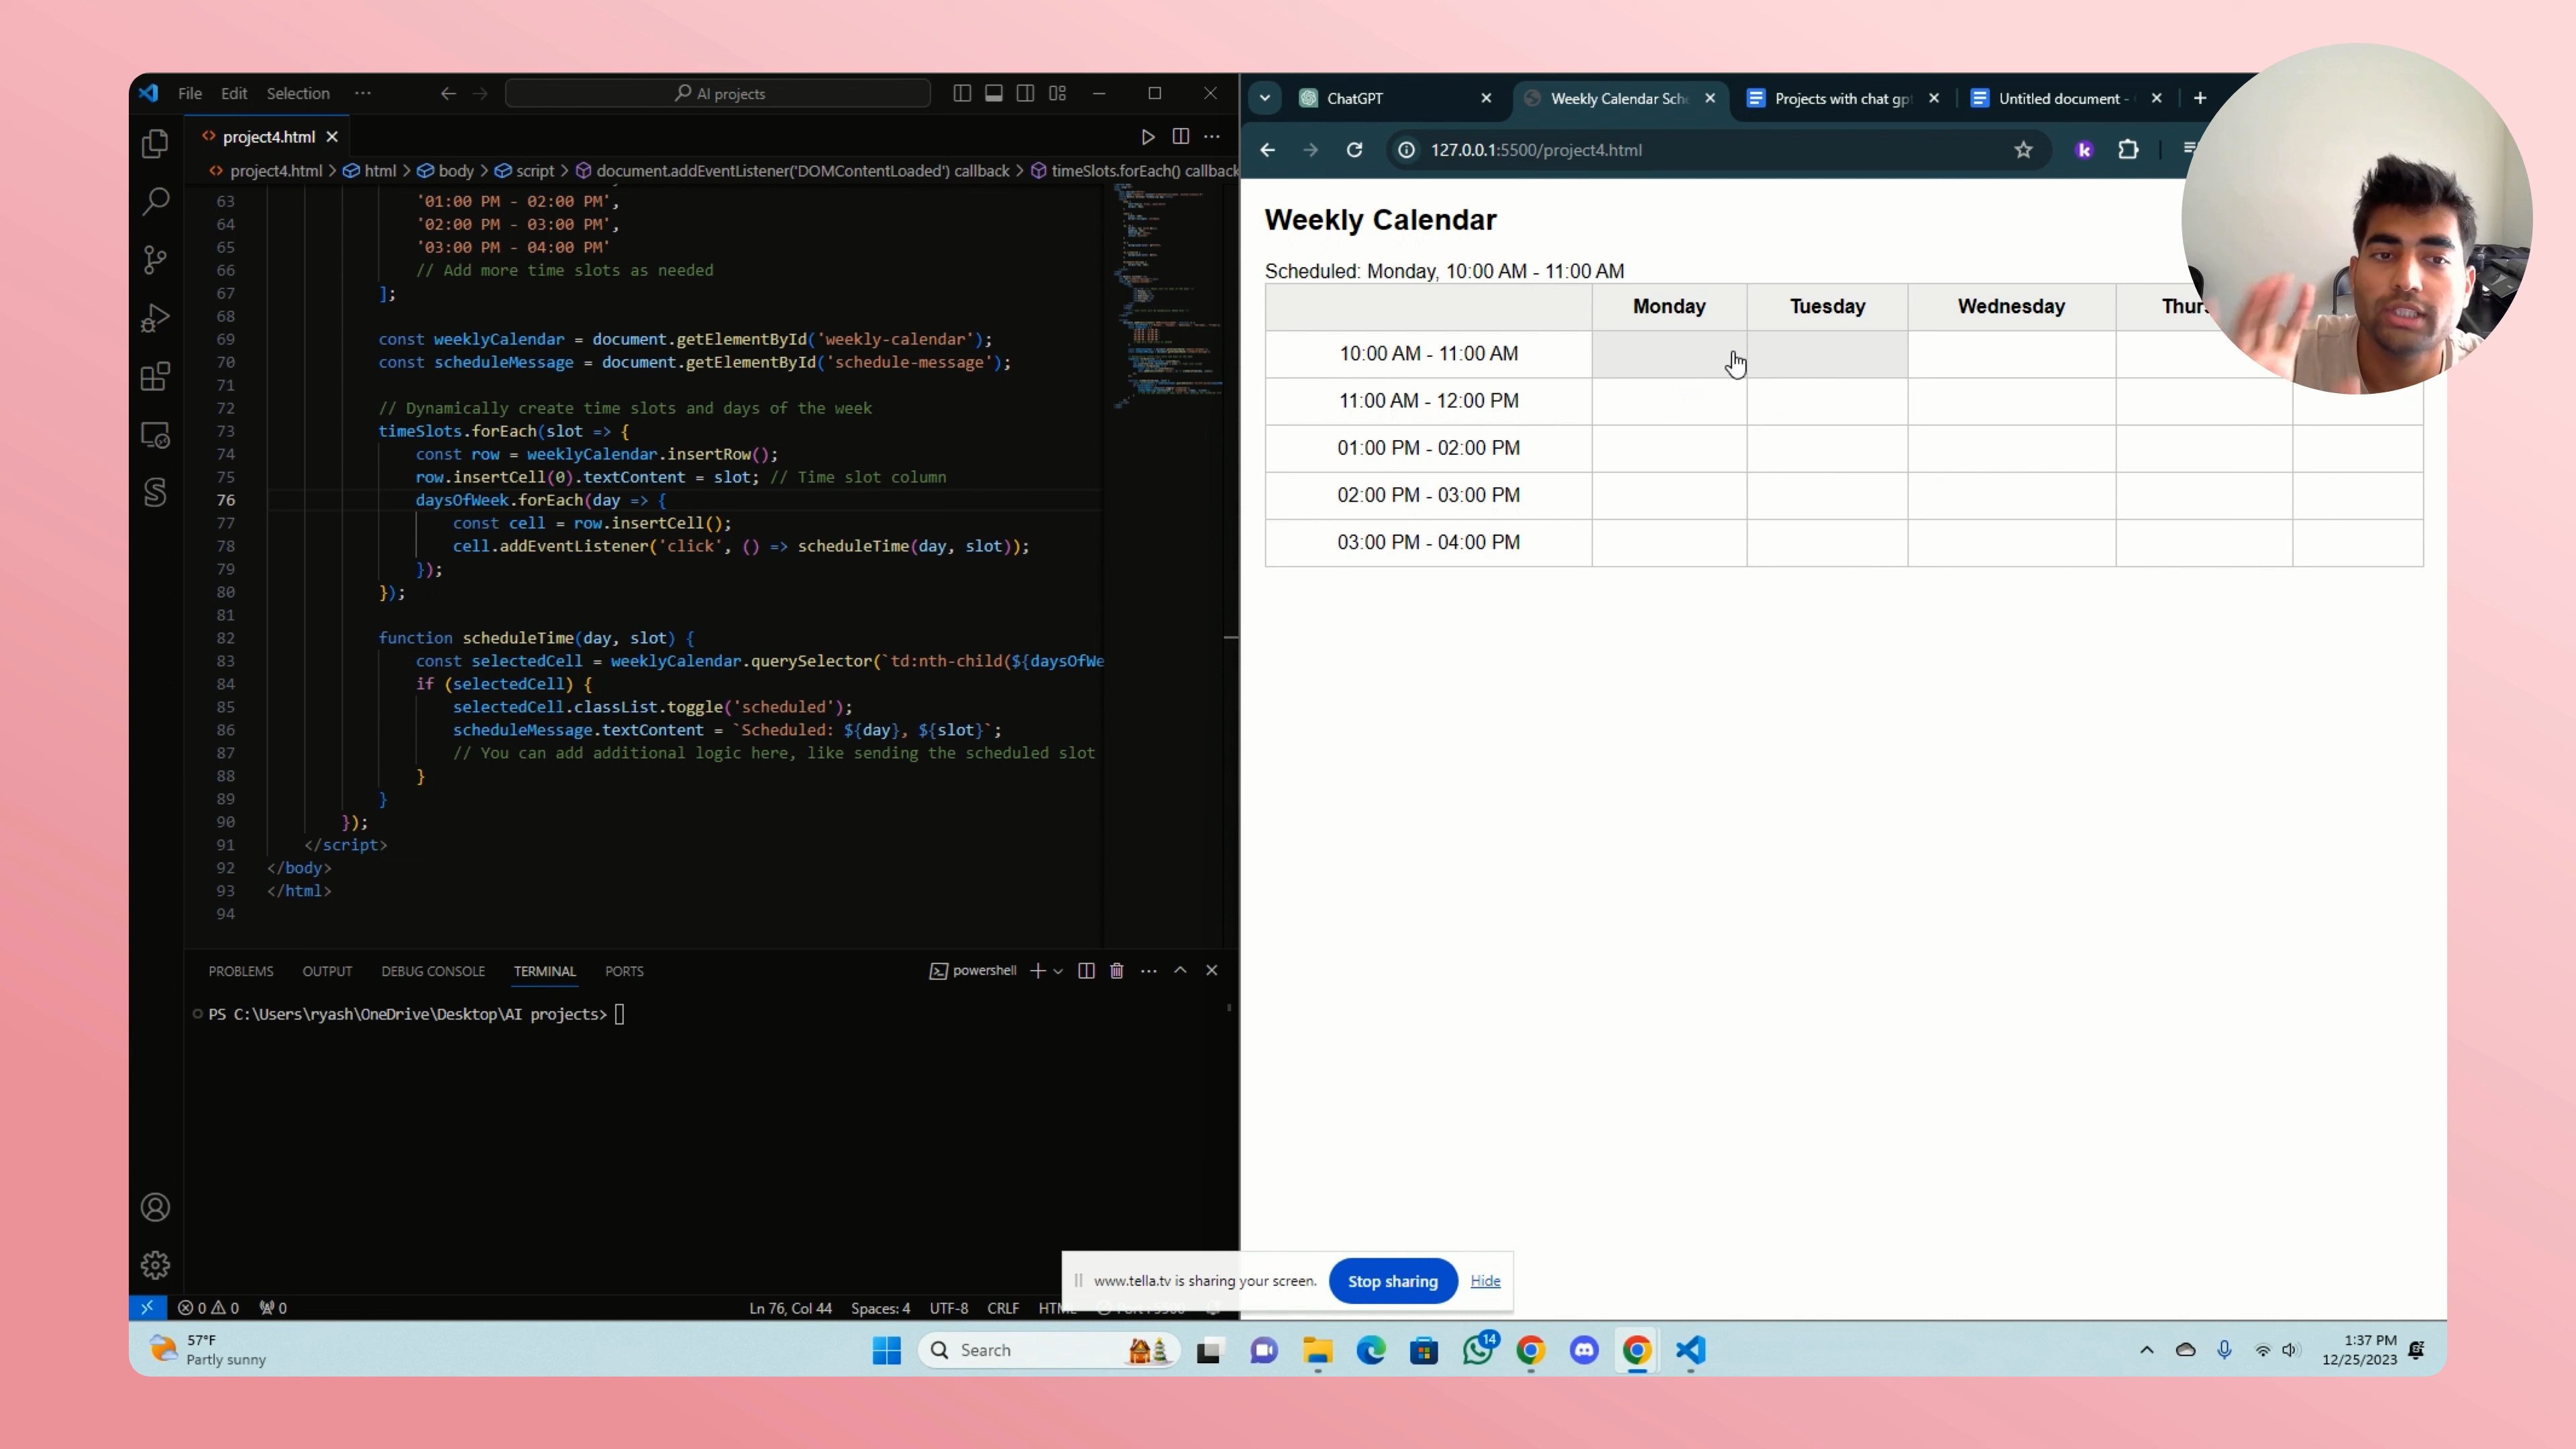 File Edit Selection ···
AI projects
project4.html
project4.html > html > body > script > document.addEventListener('DOMContentLoaded') callback > timeSlots.forEach() callback
63 '01:00 PM - 02:00 PM',
64 '02:00 PM - 03:00 PM',
65 '03:00 PM - 04:00 PM'
66 // Add more time slots as needed
67 ];
68
69 const weeklyCalendar = document.getElementById('weekly-calendar');
70 const scheduleMessage = document.getElementById('schedule-message');
71
72 // Dynamically create time slots and days of the week
73 timeSlots.forEach(slot => {
74 const row = weeklyCalendar.insertRow();
75 row.insertCell(0).textContent = slot; // Time slot column
76 daysOfWeek.forEach(day => {
77 const cell = row.insertCell();
78 cell.addEventListener('click', () => scheduleTime(day, slot));
79 });
80 });
81
82 function scheduleTime(day, slot) {
83 const selectedCell = weeklyCalendar.querySelector(`td:nth-child(${daysOfWe
84 if (selectedCell) {
85 selectedCell.classList.toggle('scheduled');
86 scheduleMessage.textContent = `Scheduled: ${day}, ${slot}`;
87 // You can add additional logic here, like sending the scheduled slot
88 }
89 }
90 });
91 </script>
92 </body>
93 </html>
94
PROBLEMS OUTPUT DEBUG CONSOLE TERMINAL PORTS
powershell
PS C:\Users\ryash\OneDrive\Desktop\AI projects>
0 0 0
Ln 76, Col 44 Spaces: 4 UTF-8 CRLF
ChatGPT
Weekly Calendar Sch
Projects with chat gp
Untitled document -
127.0.0.1:5500/project4.html
Weekly Calendar
Scheduled: Monday, 10:00 AM - 11:00 AM
Monday Tuesday Wednesday Thurs
10:00 AM - 11:00 AM
11:00 AM - 12:00 PM
01:00 PM - 02:00 PM
02:00 PM - 03:00 PM
03:00 PM - 04:00 PM
www.tella.tv is sharing your screen. Stop sharing Hide
57°F
Partly sunny
Search
14
1:37 PM
12/25/2023